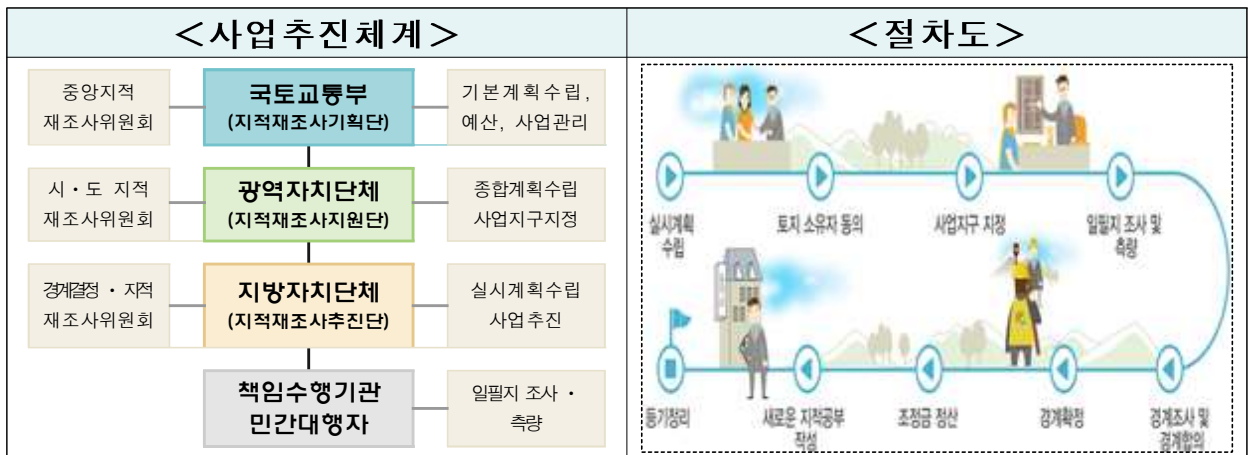 <사업추진체계>
중앙지적
재조사위원회
국토교통부
(지적재조사기획단)
기본계획수립,
예산, 사업관리
시·도 지적
재조사위원회
광역자치단체
(지적재조사지원단)
종합계획수립
사업지구지정
경계결정·지적
재조사위원회
지방자치단체
(지적재조사추진단)
실시계획수립
사업추진
책임수행기관
민간대행자
일필지 조사·
측량
<절차도>
실시계획
수립
토지 소유자 동의
사업지구 지정
일필지 조사 및
측량
등기정리
새로운 지적공부
작성
조정금 정산
경계확정
경계조사 및
경계합의